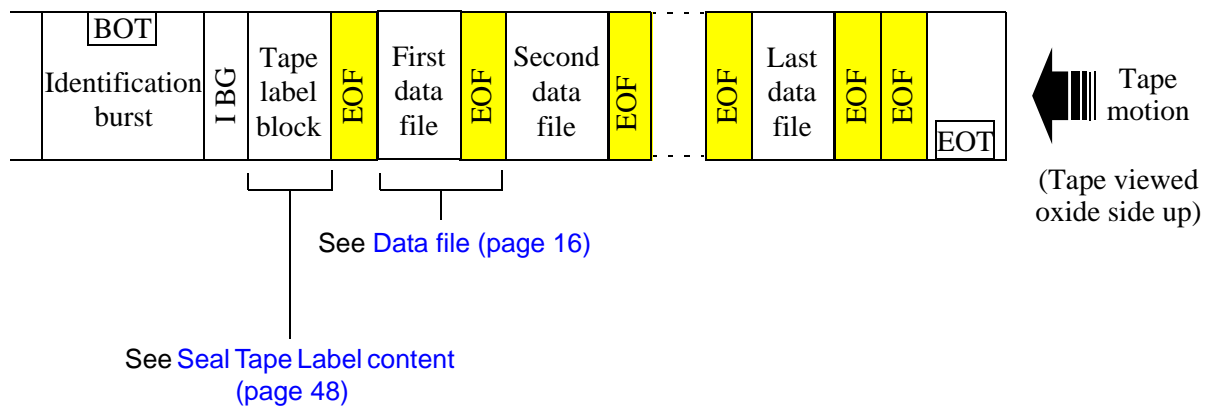 BOT
Identification
burst
I BG
Tape
label
block
EOF
First
data
file
EOF
Second
data
file
EOF
EOF
Last
data
file
EOF
EOF
EOT
Tape
motion
(Tape viewed
oxide side up)
See Data file (page 16)
See Seal Tape Label content
(page 48)